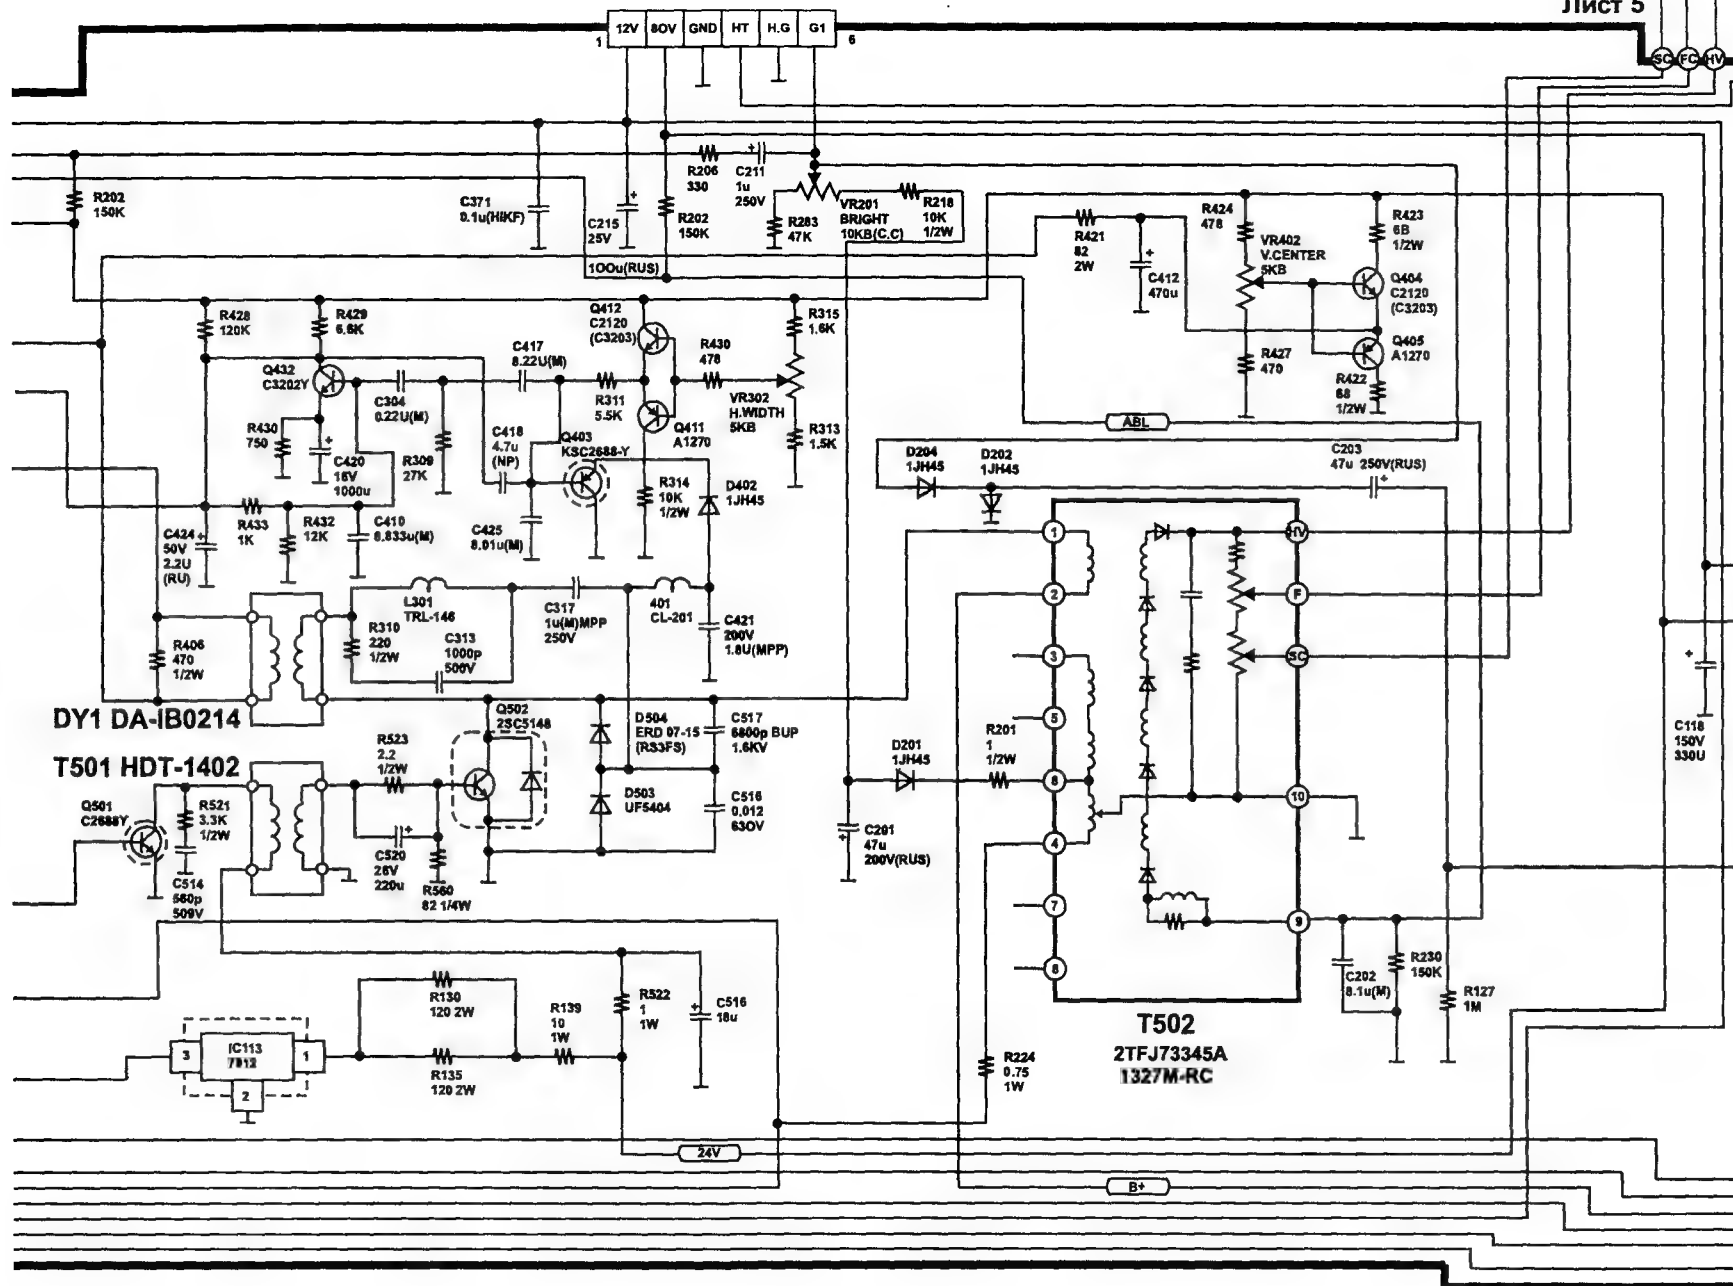 Лист 5
1 12V 80V GND HT H.G G1 6
SC FC HV
R202
150K
C371
0.1u(HIKF)
C215
25V
100u(RUS)
R202
150K
R206
330
C211
1u
250V
R283
47K
VR201
BRIGHT
10KB(C.C)
R218
10K
1/2W
R421
82
2W
C412
470u
R424
478
VR402
V.CENTER
5KB
R423
6B
1/2W
Q404
C2120
(C3203)
Q405
A1270
R427
470
R422
68
1/2W
R428
120K
R429
6,6K
Q432
C3202Y
C304
0.22U(M)
R430
750
C420
16V
1000u
R309
27K
C417
8.22U(M)
Q412
C2120
(C3203)
R430
478
R315
1.6K
R311
5.5K
VR302
H.WIDTH
5KB
Q411
A1270
R313
1.5K
C418
4.7u
(NP)
Q403
KSC2688-Y
R314
10K
1/2W
D402
1JH45
C425
8.01u(M)
C424
50V
2.2U
(RU)
R433
1K
R432
12K
C410
8.833u(M)
ABL
D204
1JH45
D202
1JH45
C203
47u 250V(RUS)
L301
TRL-146
C317
1u(M)MPP
250V
401
CL-201
C421
200V
1.8U(MPP)
R310
220
1/2W
C313
1000p
500V
R406
470
1/2W
DY1 DA-IB0214
T501 HDT-1402
Q501
C2688Y
R521
3.3K
1/2W
C514
560p
509V
R523
2.2
1/2W
C520
26V
220u
R560
82 1/4W
Q502
2SC5148
D504
ERD 07-15
(RS3FS)
D503
UF5404
C517
6800p BUP
1.6KV
C516
0,012
63OV
D201
1JH45
R201
1
1/2W
C201
47u
200V(RUS)
1
2
3
5
6
4
7
8
HV
F
SC
10
9
T502
2TFJ73345A
1327M-RC
C118
150V
330U
C202
8.1u(M)
R230
150K
R127
1M
R224
0.75
1W
R130
120 2W
R135
120 2W
R139
10
1W
R522
1
1W
C516
18u
3 IC113 1
7812
2
24V
B+